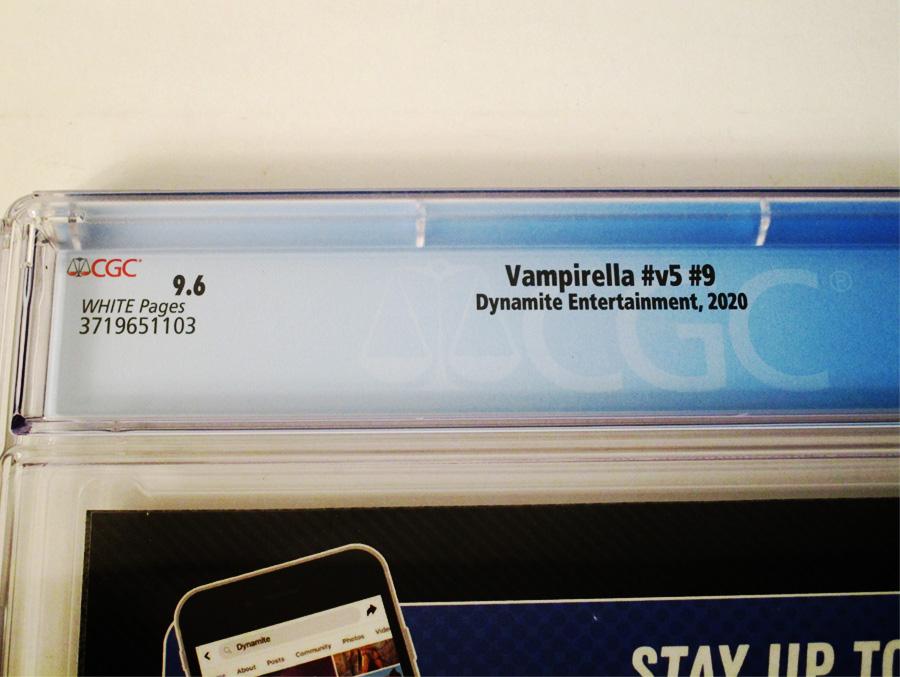 CGC
9.6
WHITE Pages
3719651103
Vampirella #v5 #9
Dynamite Entertainment, 2020
CGC®
Dynamite
About Posts Community Photos
STAY UP